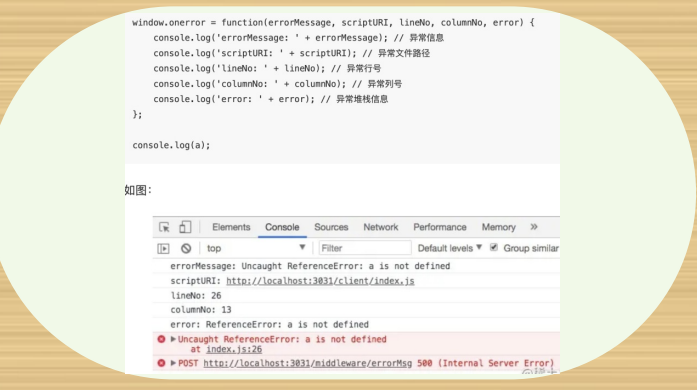 window.onerror = function(errorMessage, scriptURI, lineNo, columnNo, error) {
console.log('errorMessage: ' + errorMessage); // 异常信息
console.log('scriptURI: ' + scriptURI); // 异常文件路径
console.log('lineNo: ' + lineNo); // 异常行号
console.log('columnNo: ' + columnNo); // 异常列号
console.log('error: ' + error); // 异常堆栈信息
};
console.log(a);
如图：
Elements Console Sources Network Performance Memory »
top ▼ Filter Default levels ▼ Group similar
errorMessage: Uncaught ReferenceError: a is not defined
scriptURI: http://localhost:3031/client/index.js
lineNo: 26
columnNo: 13
error: ReferenceError: a is not defined
▶Uncaught ReferenceError: a is not defined
at index.js:26
▶POST http://localhost:3031/middleware/errorMsg 500 (Internal Server Error)